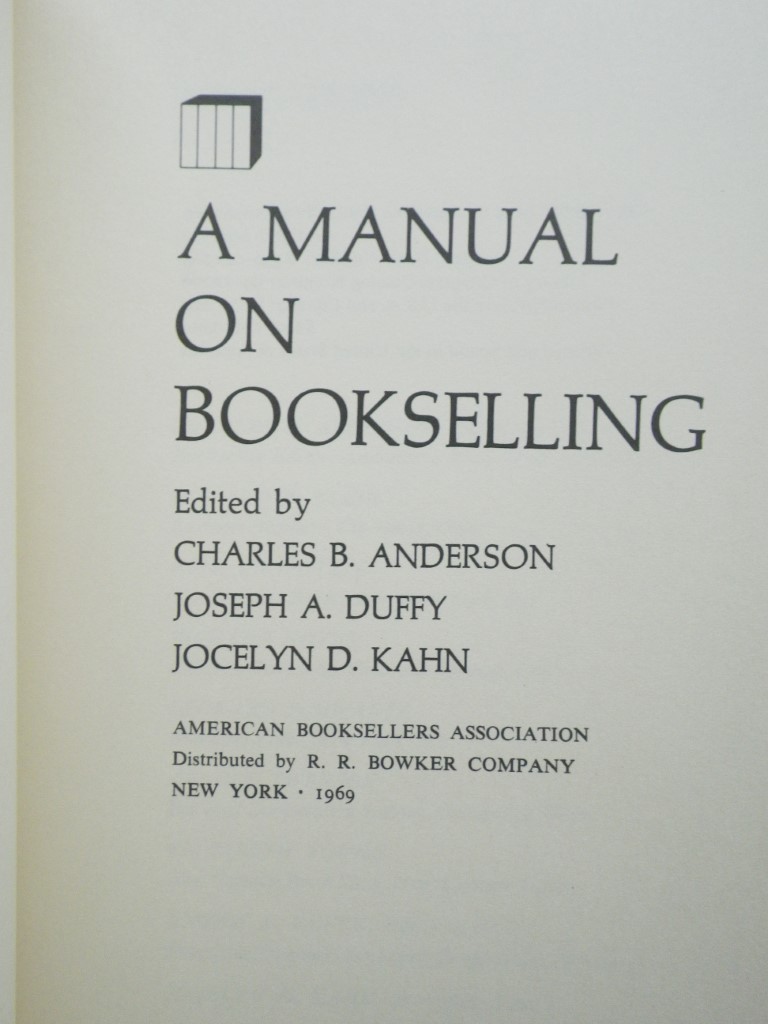 A MANUAL
ON
BOOKSELLING
Edited by
CHARLES B. ANDERSON
JOSEPH A. DUFFY
JOCELYN D. KAHN
AMERICAN BOOKSELLERS ASSOCIATION
Distributed by R. R. BOWKER COMPANY
NEW YORK · 1969